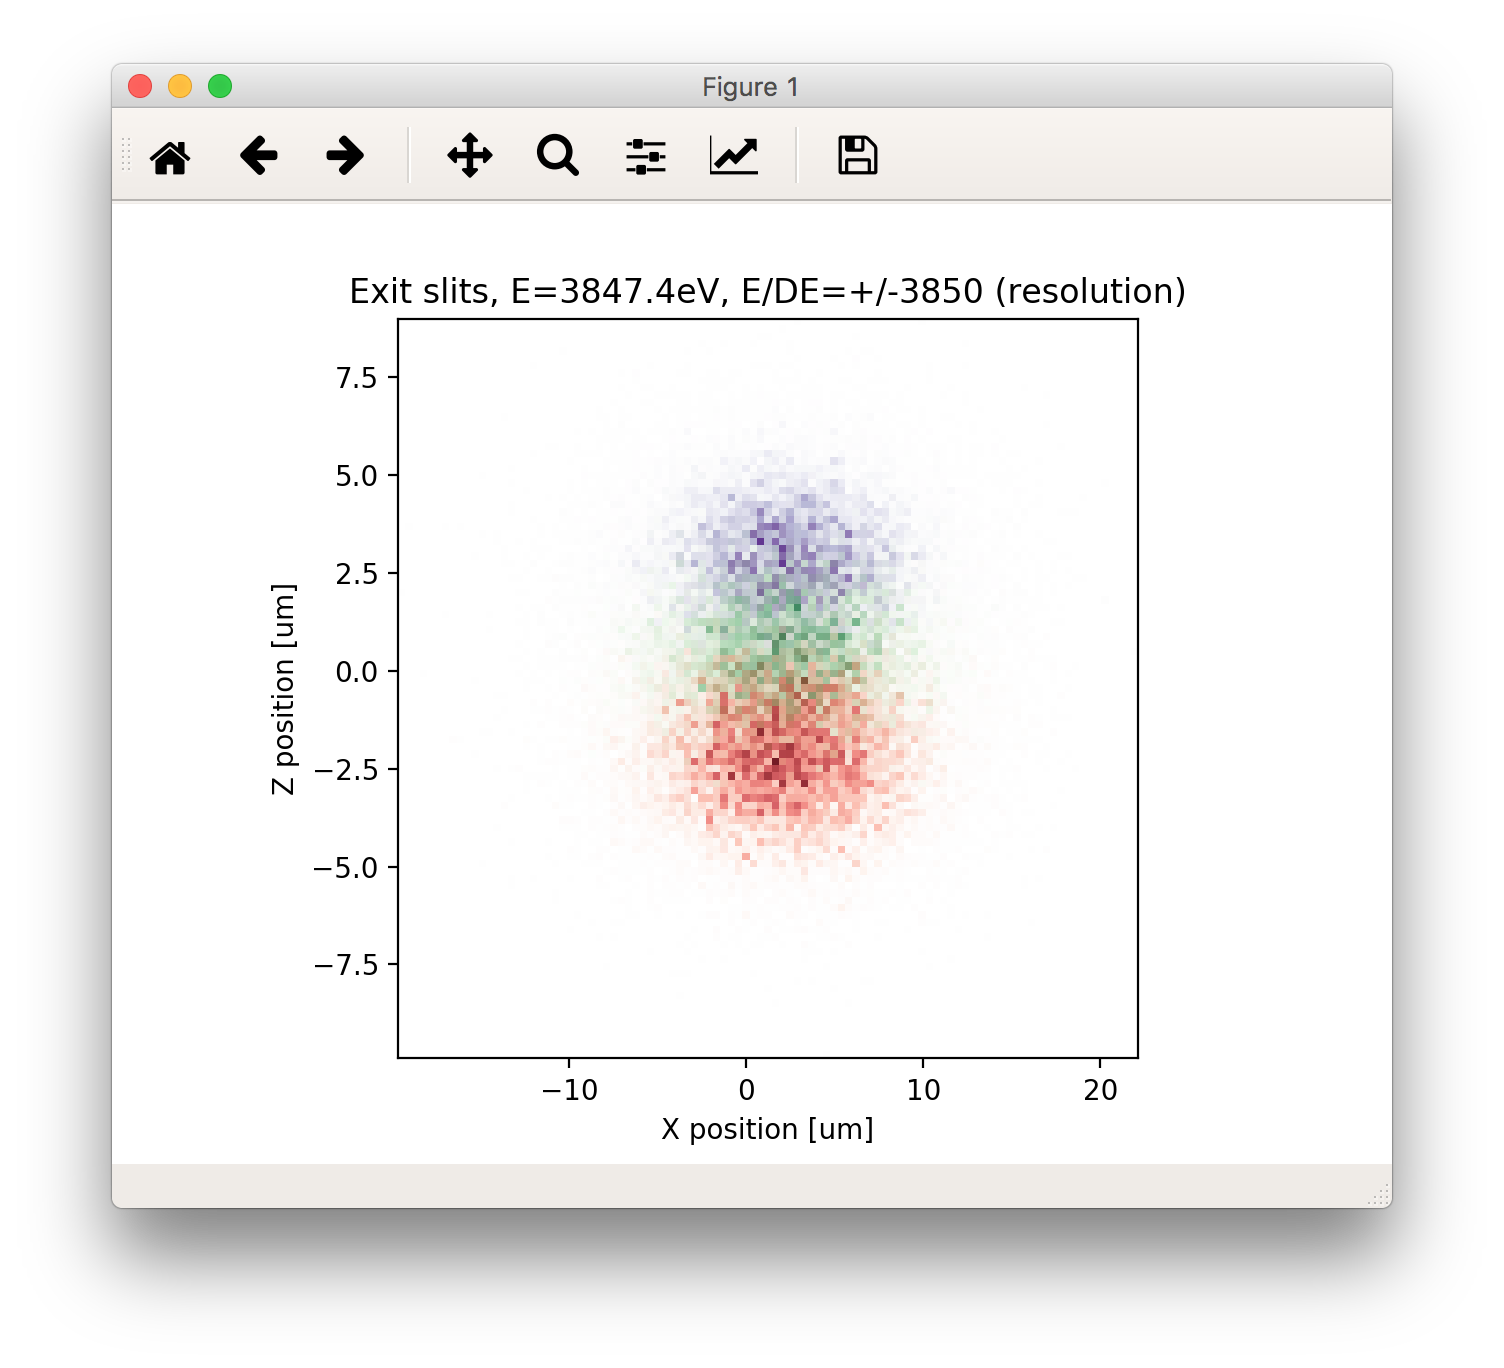 Figure 1
Exit slits, E=3847.4eV, E/DE=+/-3850 (resolution)
7.5
5.0
2.5
0.0
−2.5
−5.0
−7.5
Z position [um]
−10 0 10 20
X position [um]